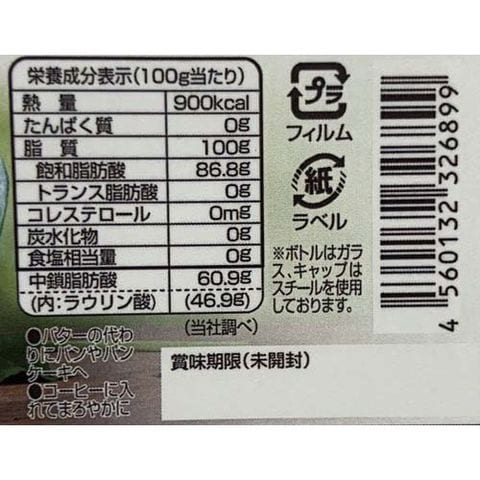 栄養成分表示(100g当たり)
熱量 900kcal
たんぱく質 0g
脂質 100g
飽和脂肪酸 86.8g
トランス脂肪酸 0g
コレステロール 0mg
炭水化物 0g
食塩相当量 0g
中鎖脂肪酸 60.9g
(内:ラウリン酸) (46.9g)
(当社調べ)
●バターの代わ
りにパンやパン
ケーキへ
●コーヒーに入
れてまろやかに
プラ
フィルム
紙
ラベル
※ボトルはガラ
ス、キャップは
スチールを使用
しております。
4 560132 326899
賞味期限(未開封)